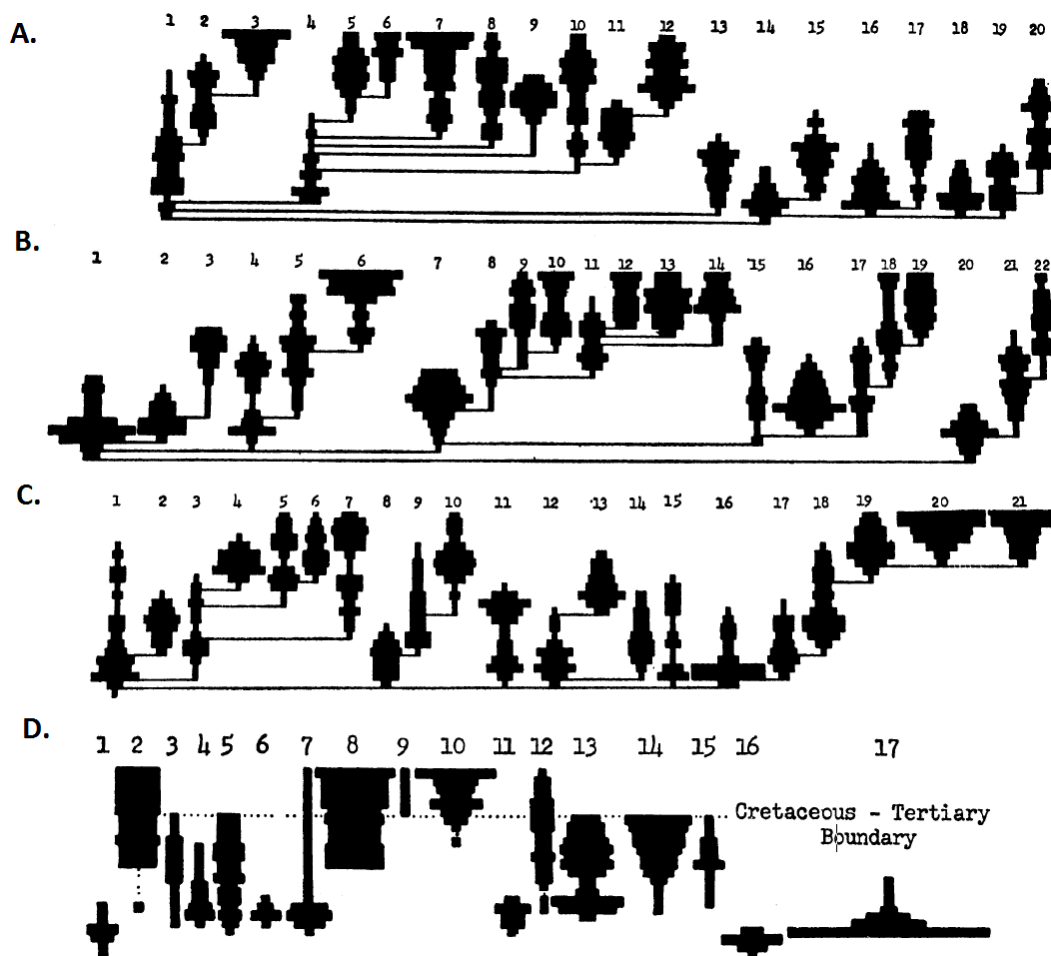 A.
1 2 3 4 5 6 7 8 9 10 11 12 13 14 15 16 17 18 19 20
B.
1 2 3 4 5 6 7 8 9 10 11 12 13 14 15 16 17 18 19 20 21 22
C.
1 2 3 4 5 6 7 8 9 10 11 12 13 14 15 16 17 18 19 20 21
D.
1 2 3 4 5 6 7 8 9 10 11 12 13 14 15 16 17
Cretaceous - Tertiary
Boundary